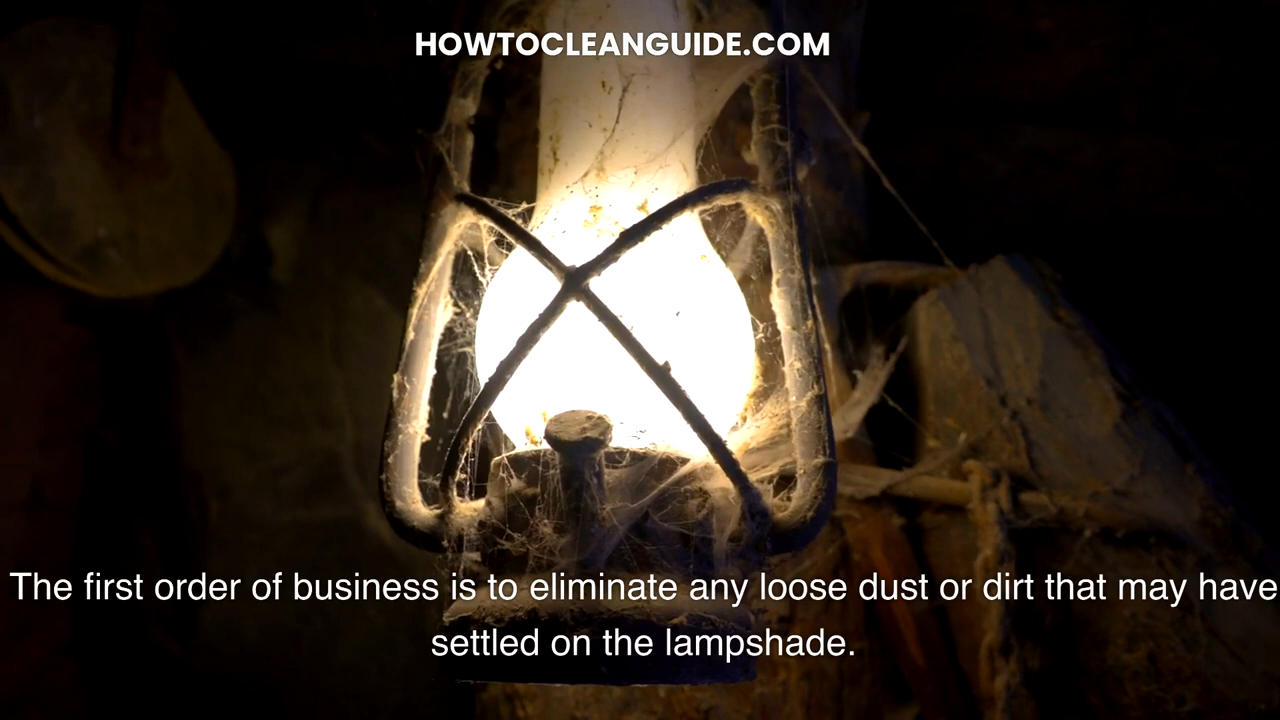 HOWTOCLEANGUIDE.COM
The first order of business is to eliminate any loose dust or dirt that may have
settled on the lampshade.